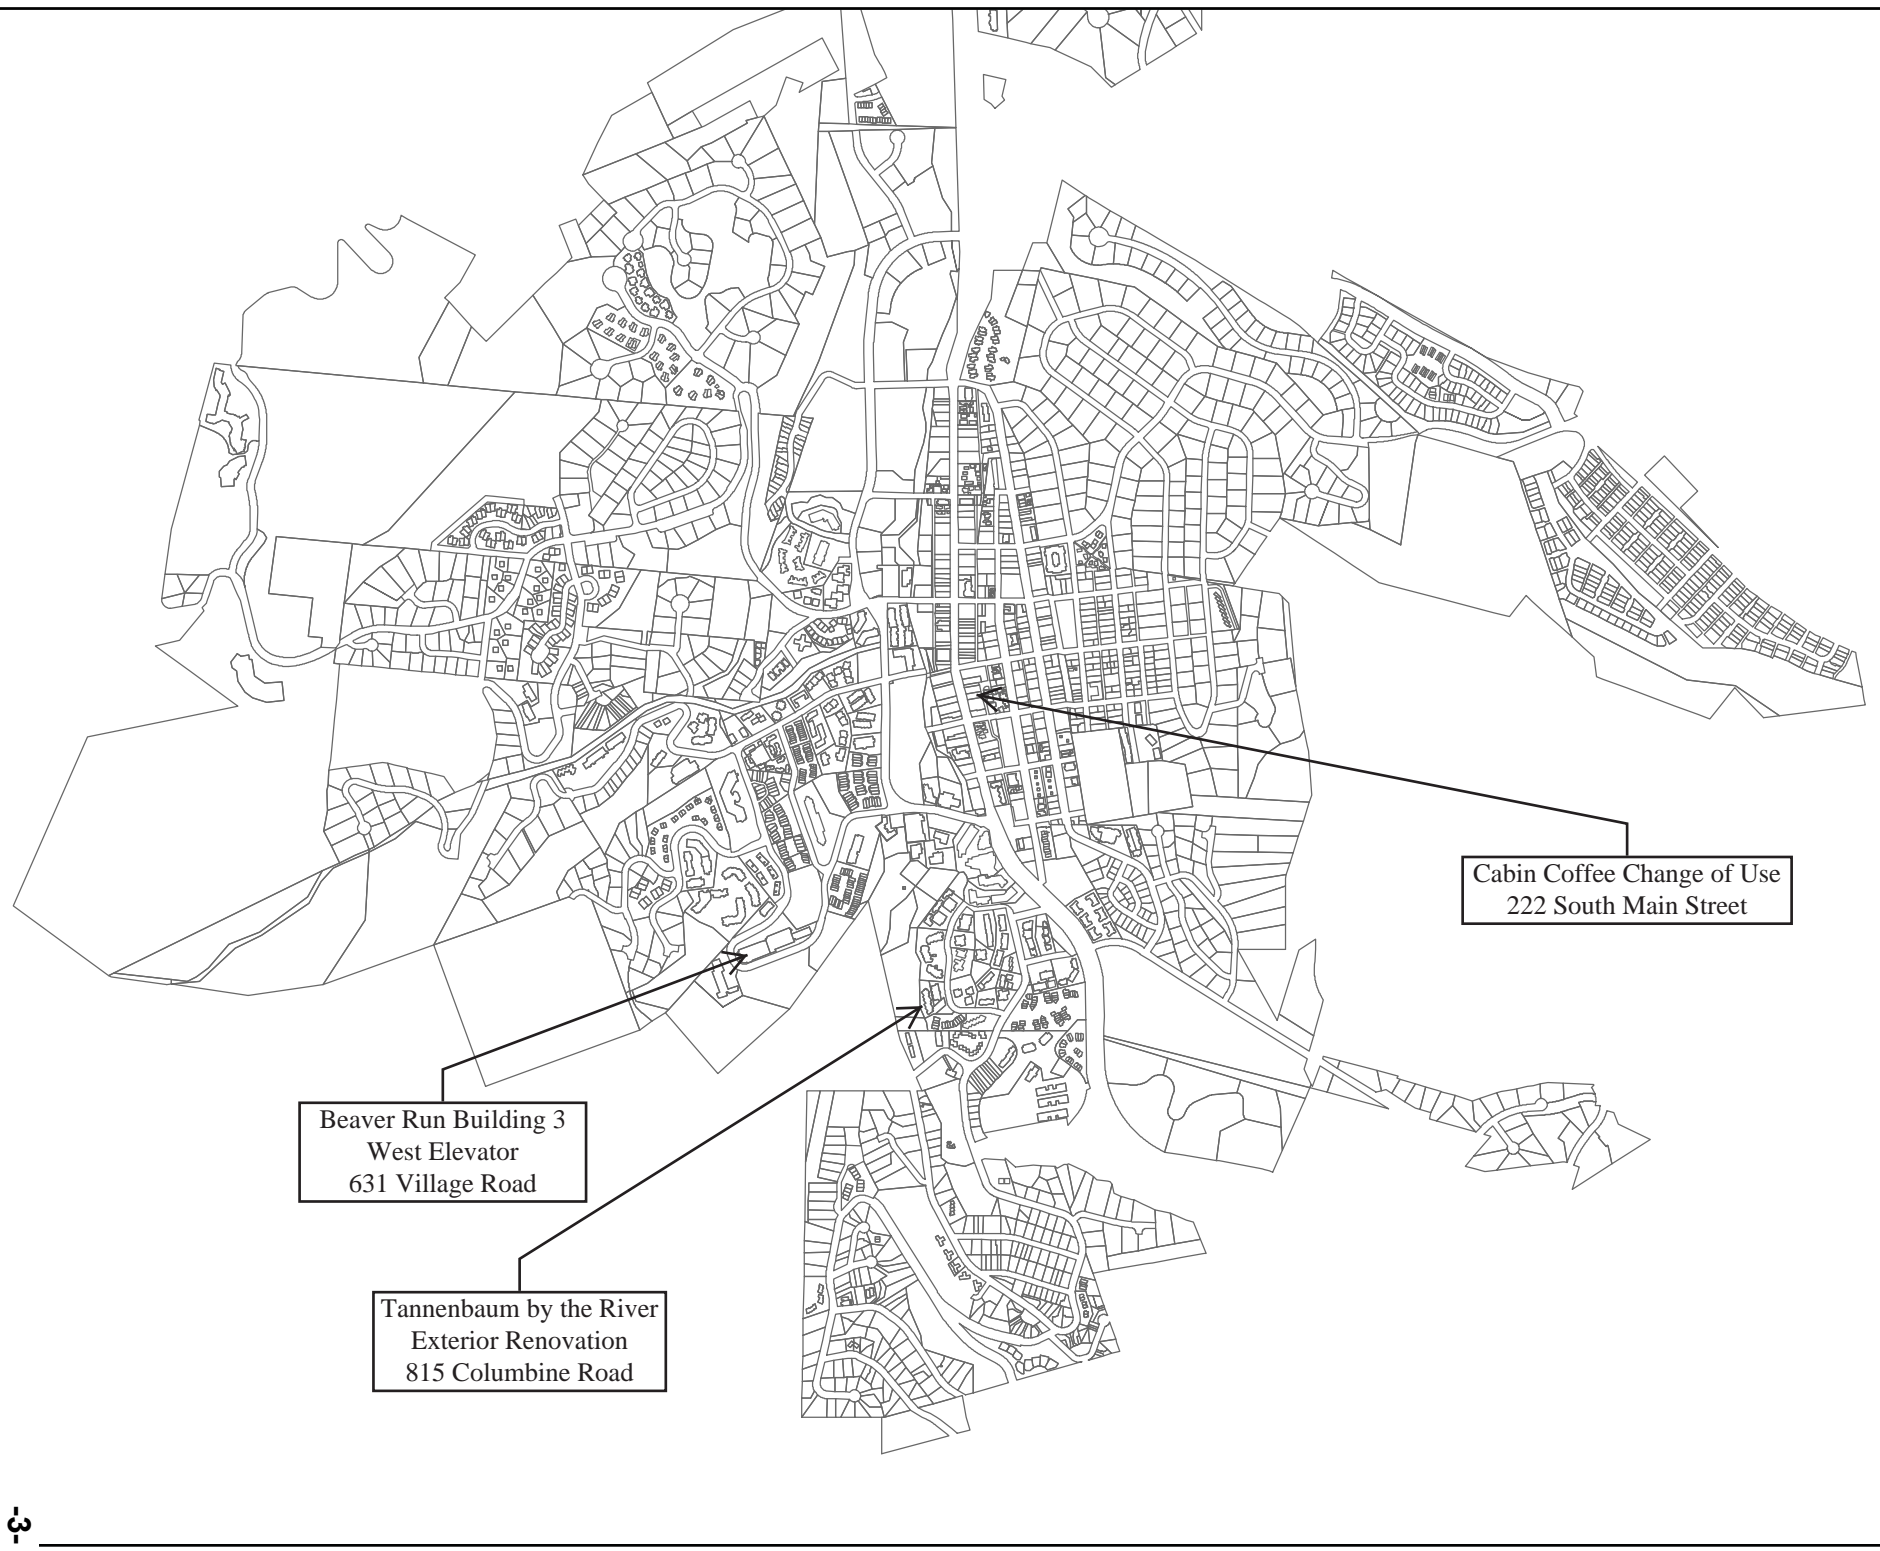 Cabin Coffee Change of Use
222 South Main Street
Beaver Run Building 3
West Elevator
631 Village Road
Tannenbaum by the River
Exterior Renovation
815 Columbine Road
-3-